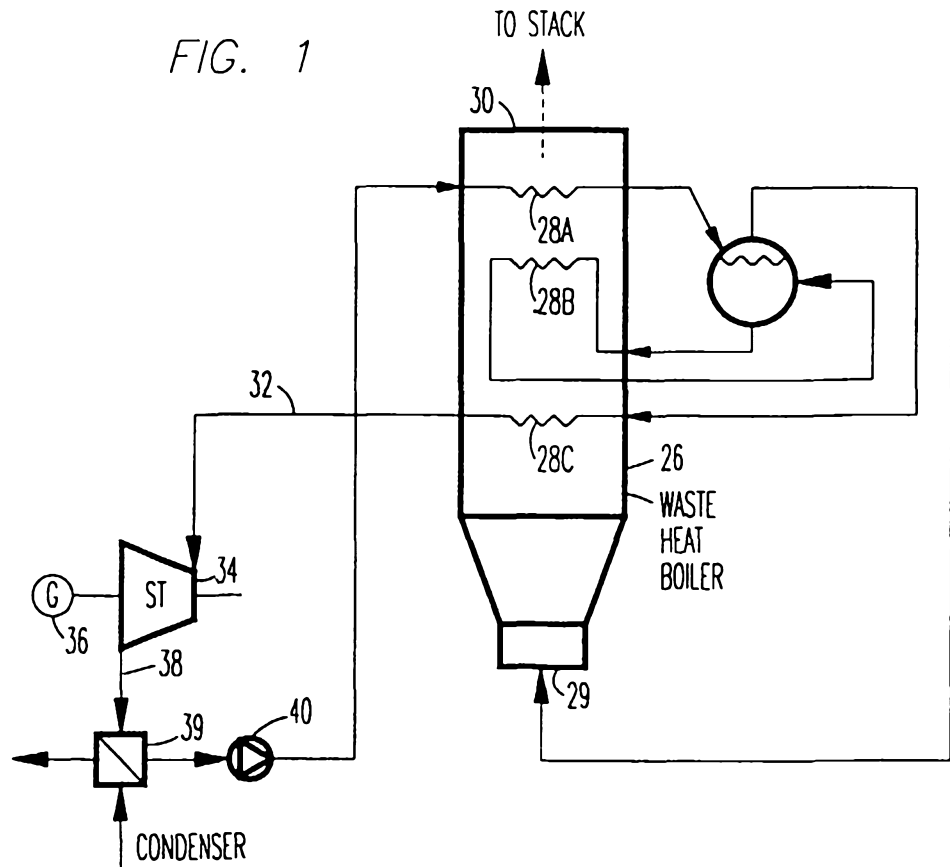 TO STACK
FIG. 1
30
28A
28B
32
28C
26
WASTE
HEAT
BOILER
34
ST
G
36
38
29
40
39
CONDENSER